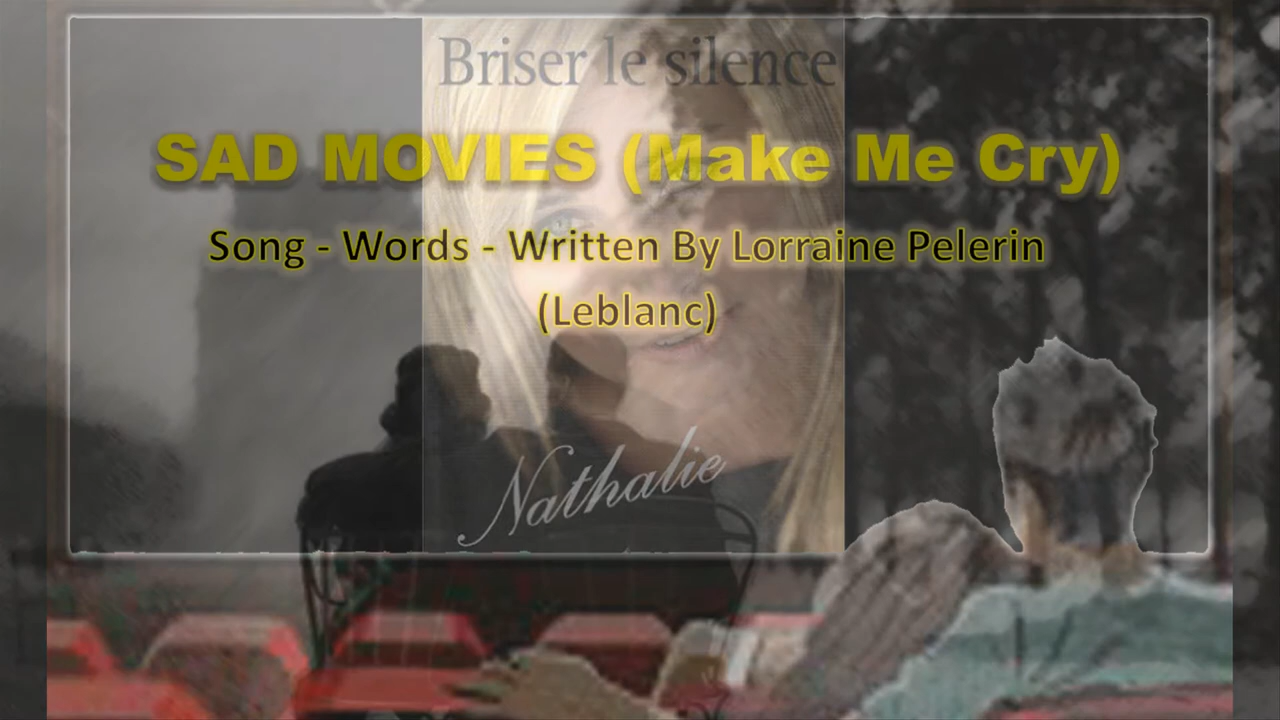 Briser le silence
SAD MOVIES (Make Me Cry)
Song - Words - Written By Lorraine Pelerin
(Leblanc)
Nathalie